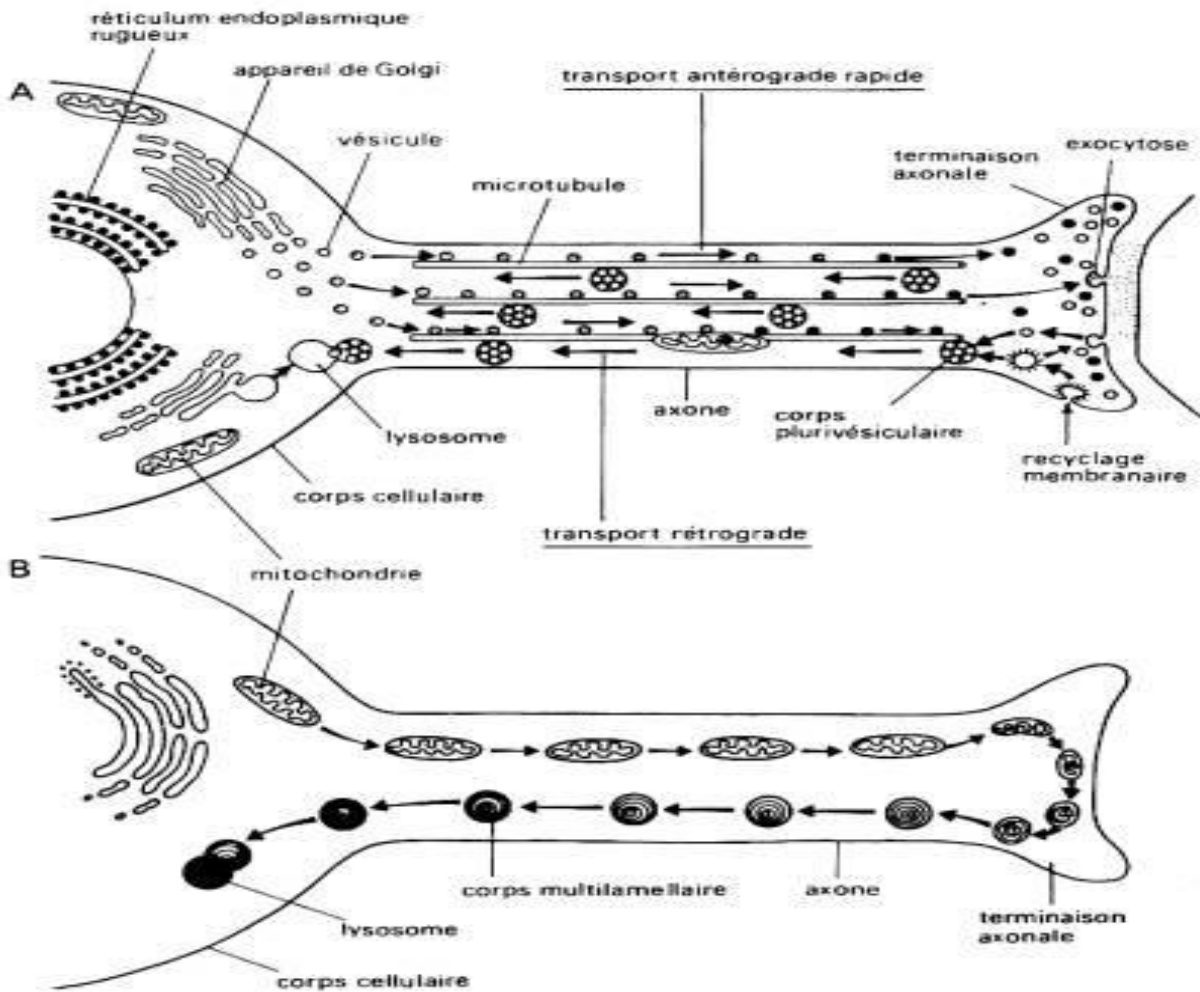 réticulum endoplasmique
rugueux
appareil de Golgi
A
vésicule
transport antérograde rapide
microtubule
terminaison
axonale
exocytose
lysosome
axone
corps
plurivésiculaire
recyclage
membranaire
corps cellulaire
transport rétrograde
B
mitochondrie
corps multilamellaire
axone
terminaison
axonale
lysosome
corps cellulaire